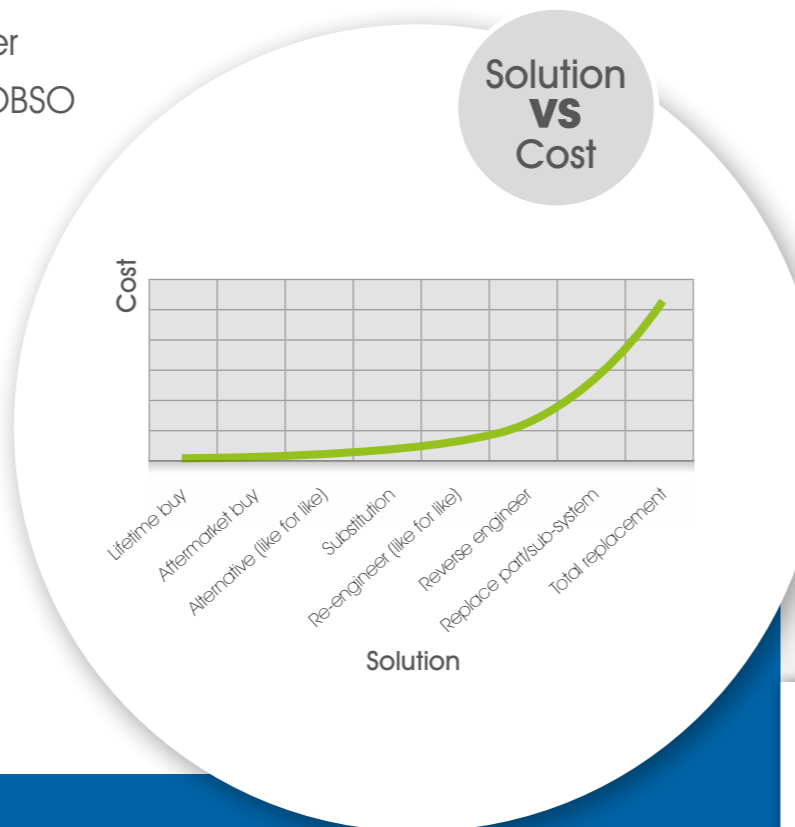 er
OBSO
Solution
VS
Cost
Cost
Lifetime buy
Aftermarket buy
Alternative (like for like)
Substitution
Re-engineer (like for like)
Reverse engineer
Replace part/sub-system
Total replacement
Solution